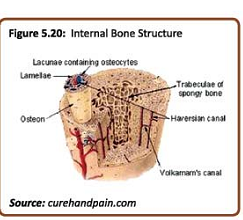 Figure 5.20: Internal Bone Structure
Lacunae containing osteocytes
Lamellae
Trabeculae of
spongy bone
Osteon
Haversian canal
Volkmann's canal
Source: curehandpain.com